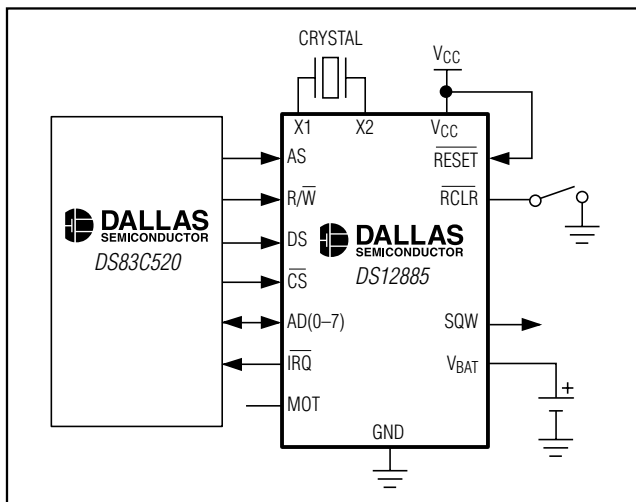 CRYSTAL
VCC
X1 X2 VCC
AS RESET
R/W RCLR
DALLAS
SEMICONDUCTOR
DS83C520
DALLAS
SEMICONDUCTOR
DS12885
DS
CS
AD(0–7) SQW
IRQ VBAT
+
MOT
GND